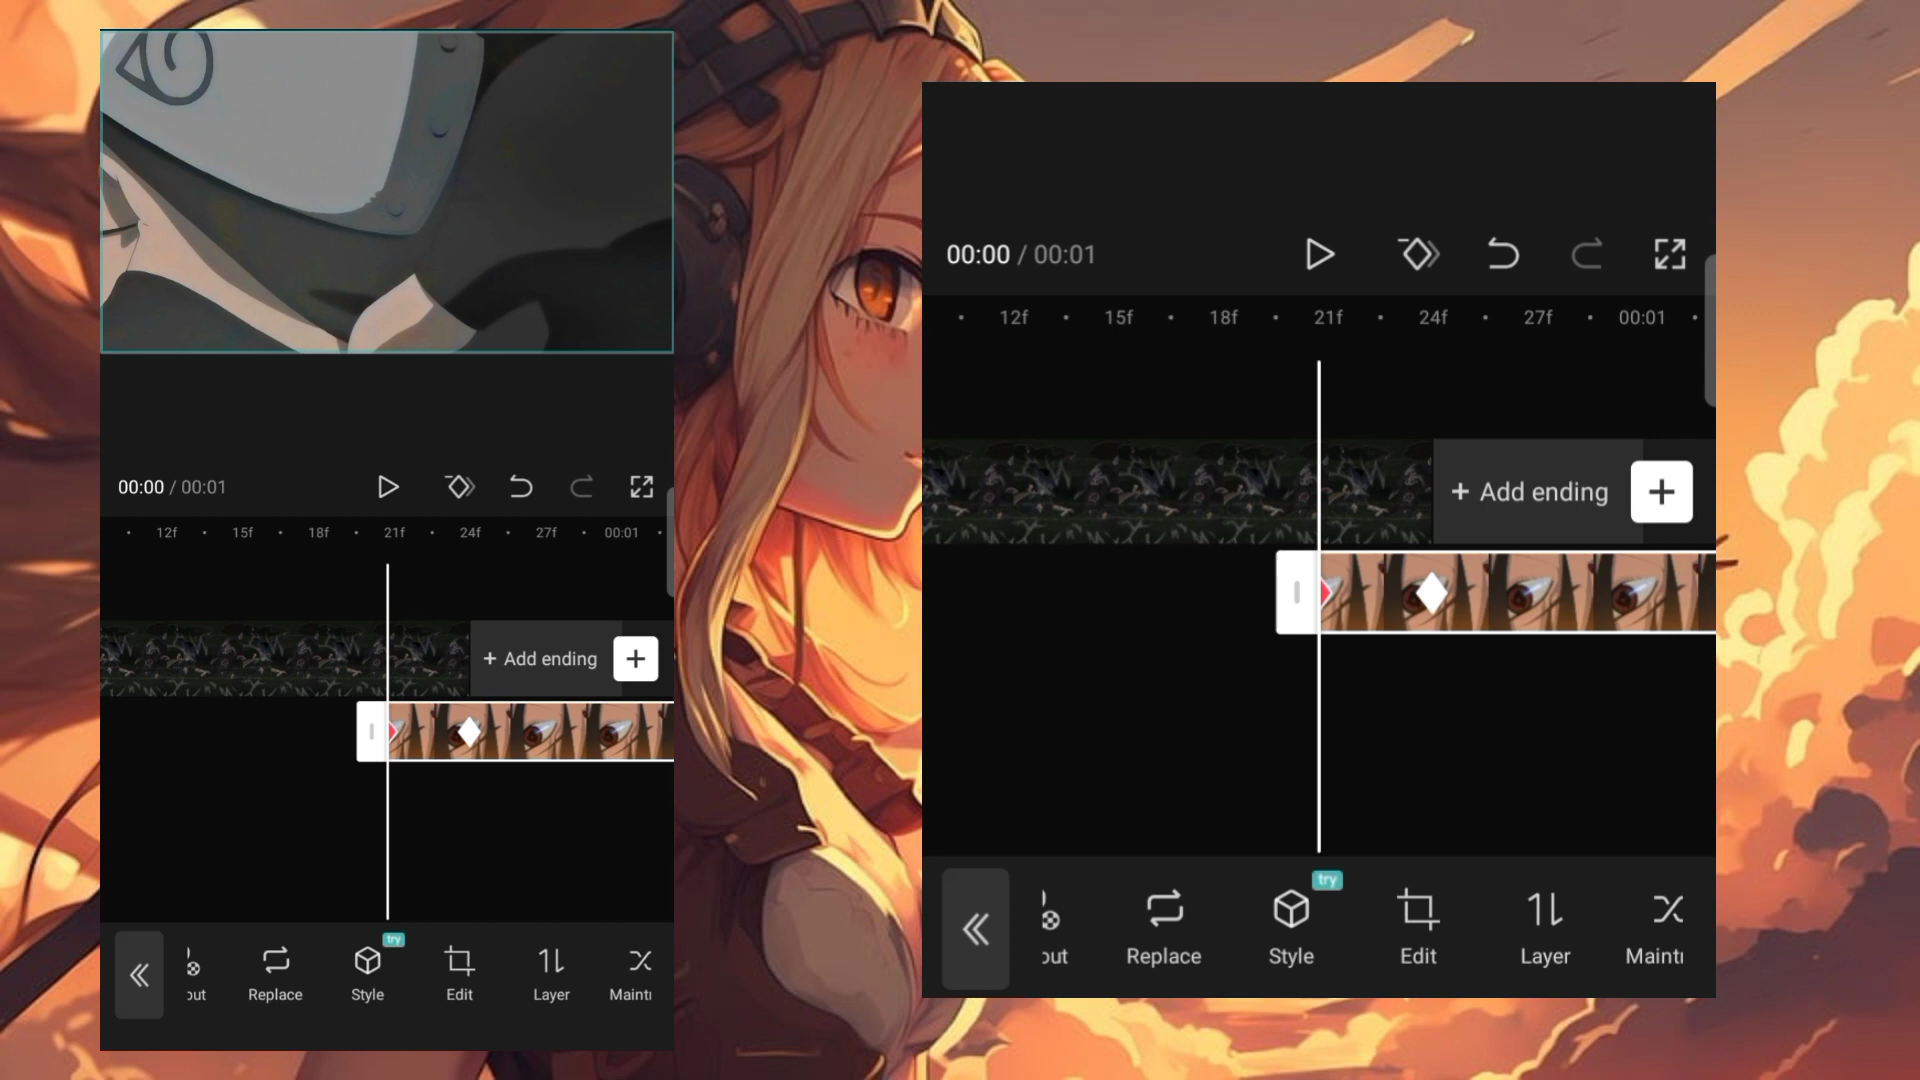 00:00 / 00:01
12f 15f 18f 21f 24f 27f 00:01
+ Add ending +
try
out Replace Style Edit Layer
00:00 / 00:01
12f 15f 18f 21f 24f 27f 00:01
+ Add ending +
try
out Replace Style Edit Layer